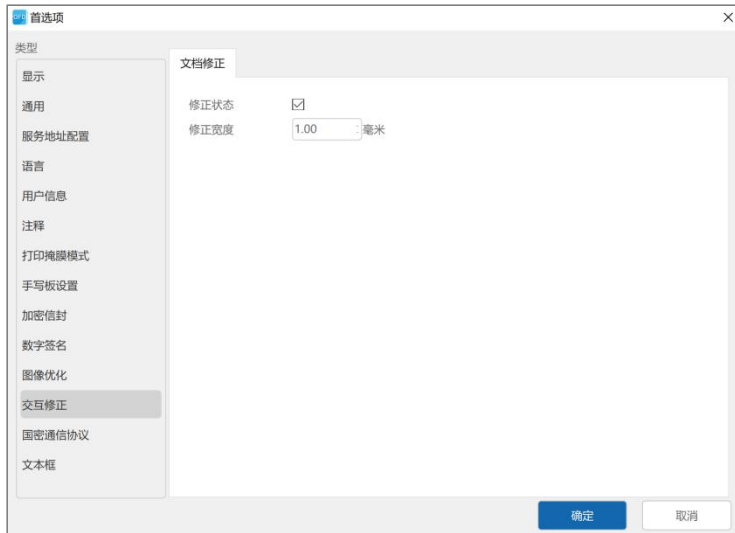 OFD 首选项
类型
显示
通用
服务地址配置
语言
用户信息
注释
打印掩膜模式
手写板设置
加密信封
数字签名
图像优化
交互修正
国密通信协议
文本框
文档修正
修正状态
修正宽度 1.00 毫米
确定 取消